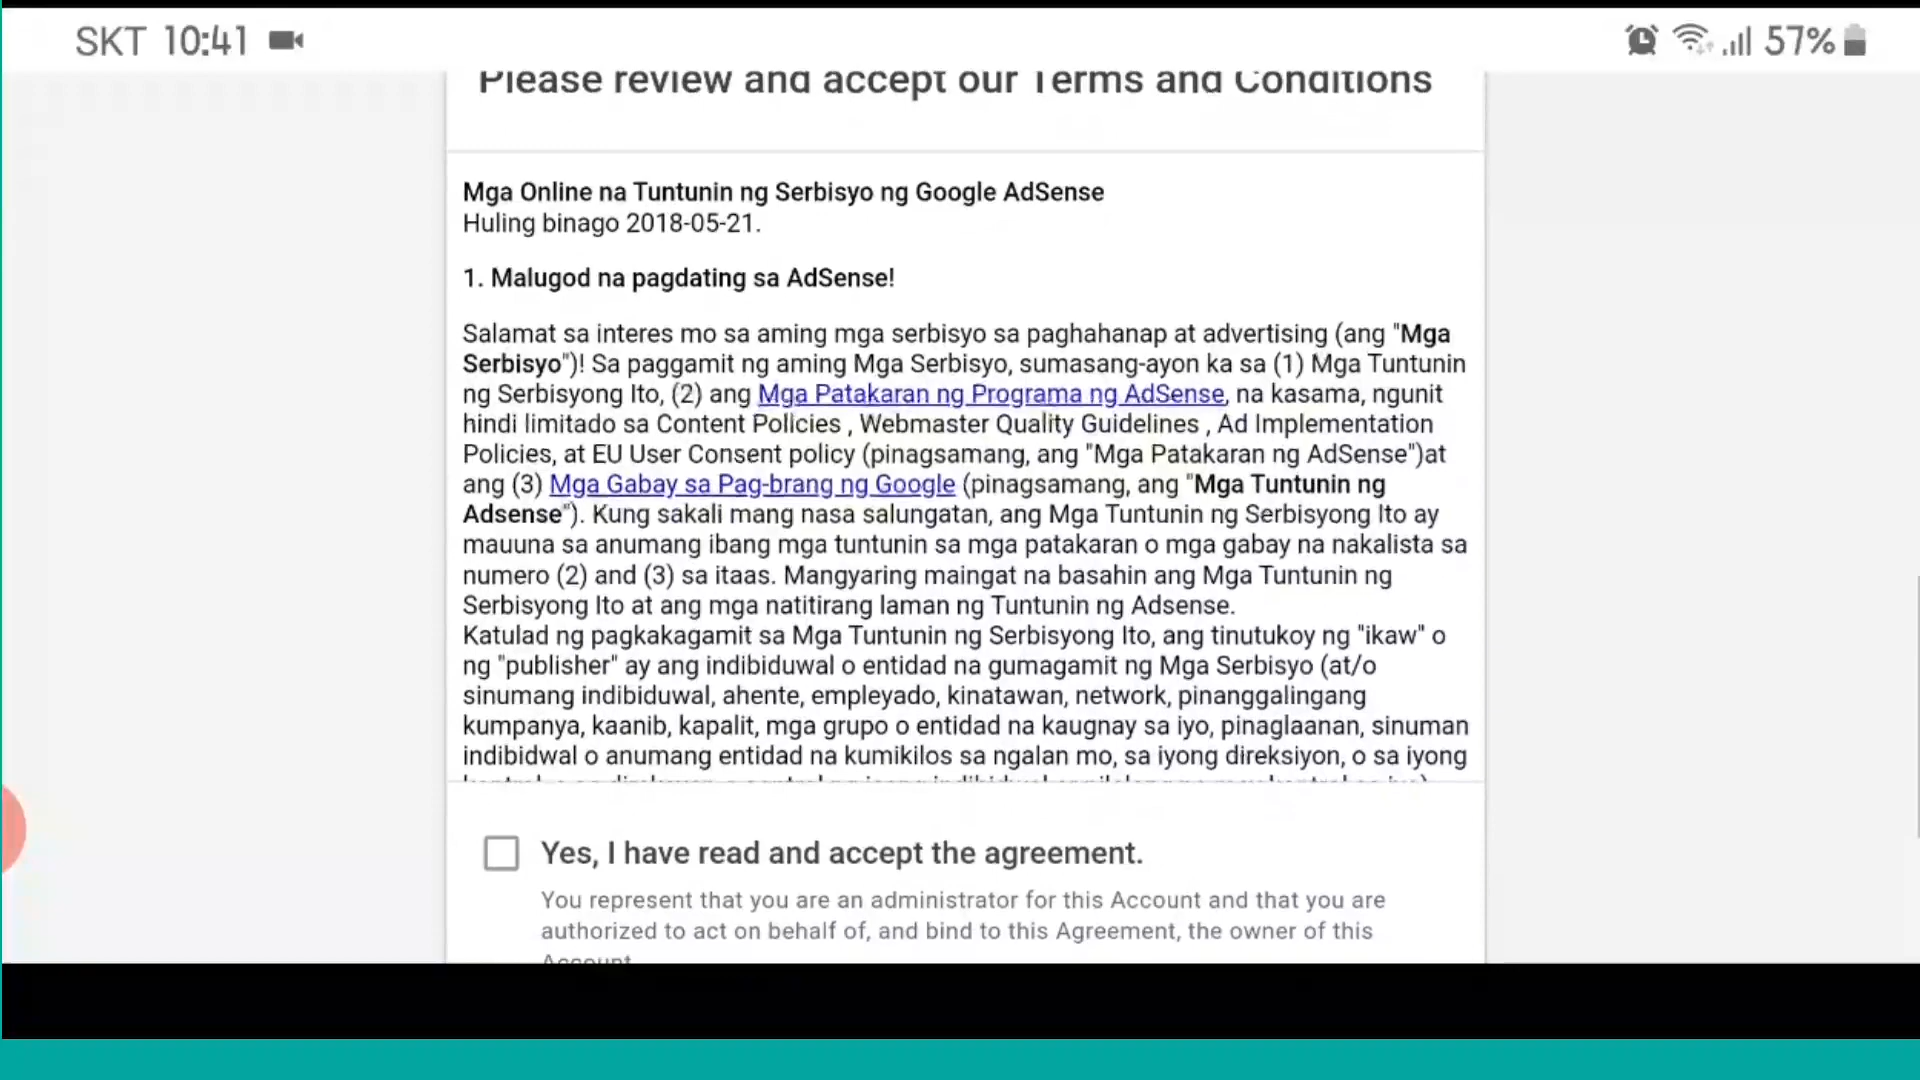 SKT 10:41
57%
Please review and accept our Terms and Conditions
Mga Online na Tuntunin ng Serbisyo ng Google AdSense
Huling binago 2018-05-21.
1. Malugod na pagdating sa AdSense!
Salamat sa interes mo sa aming mga serbisyo sa paghahanap at advertising (ang "Mga
Serbisyo")! Sa paggamit ng aming Mga Serbisyo, sumasang-ayon ka sa (1) Mga Tuntunin
ng Serbisyong Ito, (2) ang Mga Patakaran ng Programa ng AdSense, na kasama, ngunit
hindi limitado sa Content Policies , Webmaster Quality Guidelines , Ad Implementation
Policies, at EU User Consent policy (pinagsamang, ang "Mga Patakaran ng AdSense")at
ang (3) Mga Gabay sa Pag-brang ng Google (pinagsamang, ang "Mga Tuntunin ng
Adsense"). Kung sakali mang nasa salungatan, ang Mga Tuntunin ng Serbisyong Ito ay
mauuna sa anumang ibang mga tuntunin sa mga patakaran o mga gabay na nakalista sa
numero (2) and (3) sa itaas. Mangyaring maingat na basahin ang Mga Tuntunin ng
Serbisyong Ito at ang mga natitirang laman ng Tuntunin ng Adsense.
Katulad ng pagkakagamit sa Mga Tuntunin ng Serbisyong Ito, ang tinutukoy ng "ikaw" o
ng "publisher" ay ang indibiduwal o entidad na gumagamit ng Mga Serbisyo (at/o
sinumang indibiduwal, ahente, empleyado, kinatawan, network, pinanggalingang
kumpanya, kaanib, kapalit, mga grupo o entidad na kaugnay sa iyo, pinaglaanan, sinuman
indibidwal o anumang entidad na kumikilos sa ngalan mo, sa iyong direksiyon, o sa iyong
Yes, I have read and accept the agreement.
You represent that you are an administrator for this Account and that you are
authorized to act on behalf of, and bind to this Agreement, the owner of this
Account